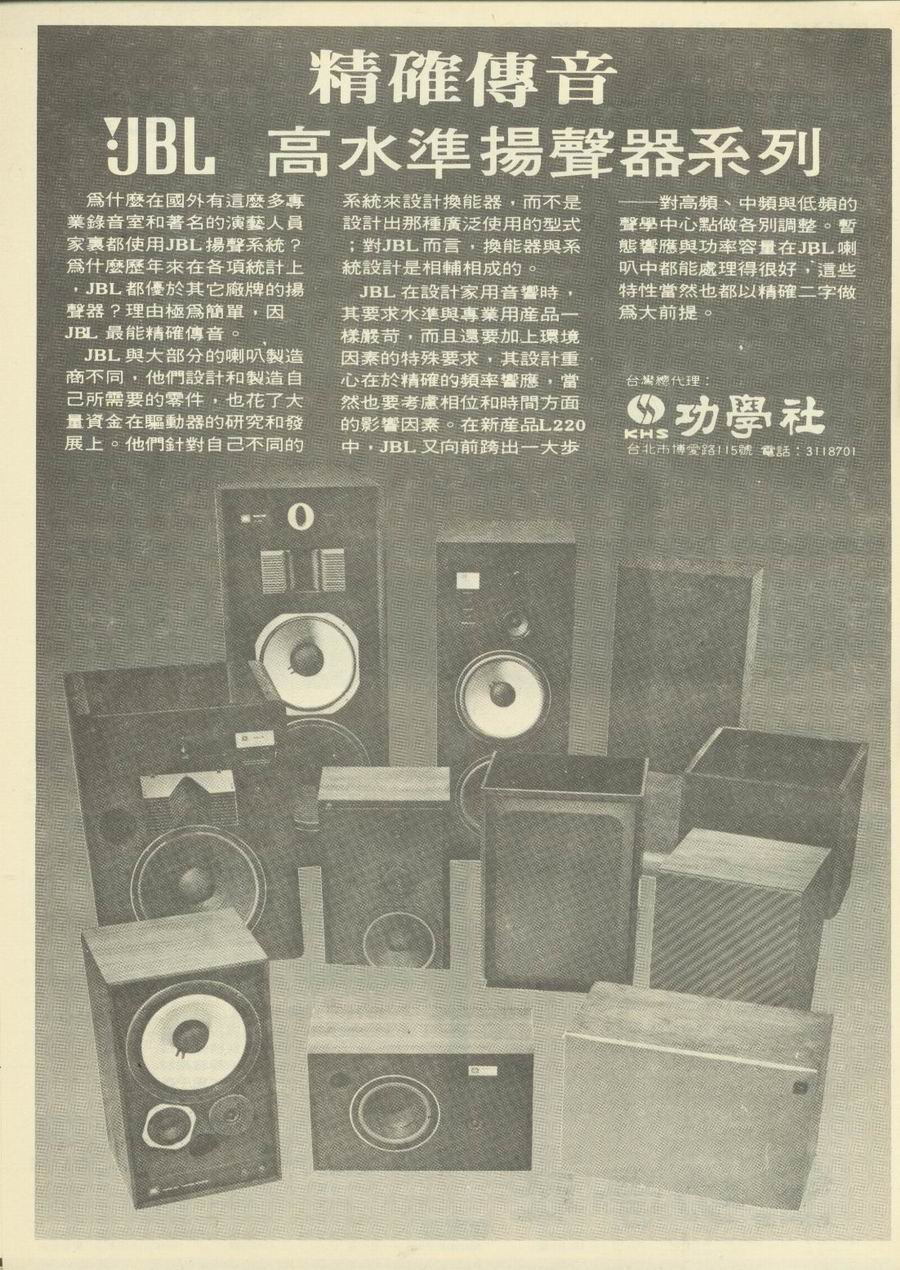 精確傳音
JBL 高水準揚聲器系列
爲什麼在國外有這麼多專
業錄音室和著名的演藝人員
家裏都使用JBL揚聲系統？
爲什麼歷年來在各項統計上
，JBL都優於其它廠牌的揚
聲器？理由極爲簡單，因
JBL 最能精確傳音。
JBL 與大部分的喇叭製造
商不同，他們設計和製造自
己所需要的零件，也花了大
量資金在驅動器的研究和發
展上。他們針對自己不同的
系統來設計換能器，而不是
設計出那種廣泛使用的型式
；對JBL而言，換能器與系
統設計是相輔相成的。
JBL 在設計家用音響時，
其要求水準與專業用産品一
樣嚴苛，而且還要加上環境
因素的特殊要求，其設計重
心在於精確的頻率響應，當
然也要考慮相位和時間方面
的影響因素。在新産品L220
中，JBL又向前跨出一大步
——對高頻、中頻與低頻的
聲學中心點做各別調整。暫
態響應與功率容量在JBL喇
叭中都能處理得很好，這些
特性當然也都以精確二字做
爲大前提。
台灣總代理：
KHS 功學社
台北市博愛路115號 電話：3118701